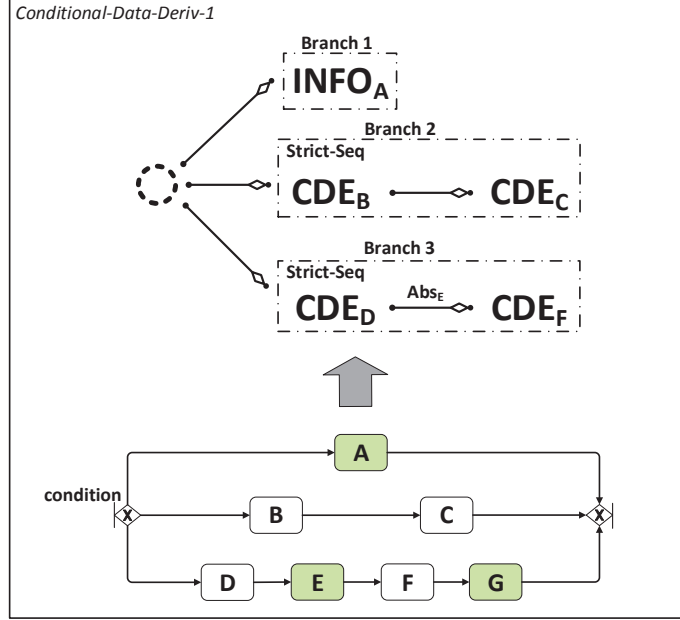 Conditional-Data-Deriv-1
Branch 1
INFOA
Branch 2
Strict-Seq
CDEB CDEC
Branch 3
Strict-Seq
CDED AbsE CDEF
A
condition
X B C X
D E F G